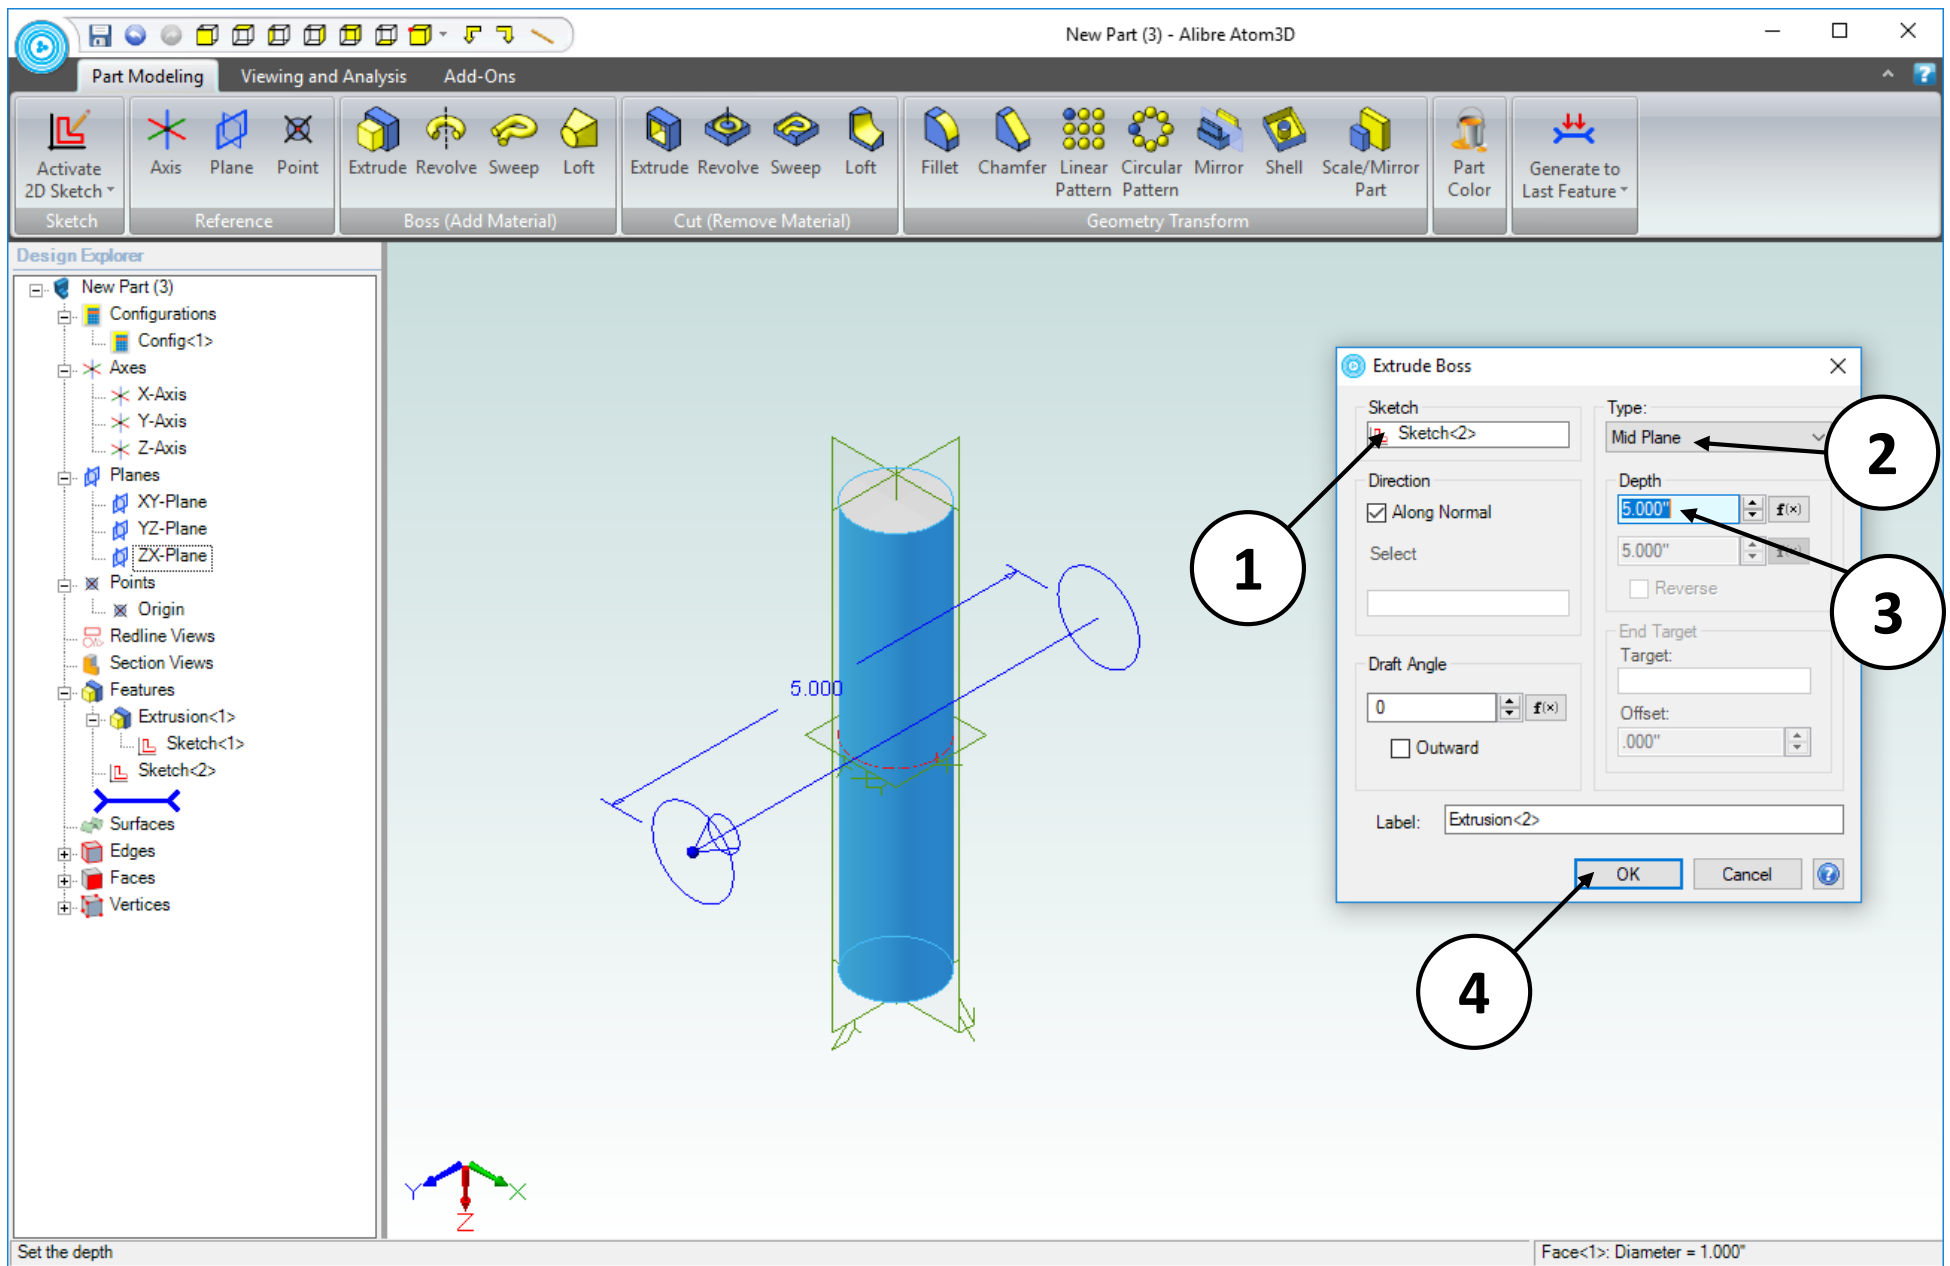 New Part (3) - Alibre Atom3D
Part Modeling Viewing and Analysis Add-Ons
Activate 2D Sketch
Axis Plane Point
Extrude Revolve Sweep Loft
Extrude Revolve Sweep Loft
Fillet Chamfer Linear Pattern Circular Pattern Mirror Shell Scale/Mirror Part
Part Color
Generate to Last Feature
Sketch Reference Boss (Add Material) Cut (Remove Material) Geometry Transform
Design Explorer
New Part (3)
Configurations
Config<1>
Axes
X-Axis
Y-Axis
Z-Axis
Planes
XY-Plane
YZ-Plane
ZX-Plane
Points
Origin
Redline Views
Section Views
Features
Extrusion<1>
Sketch<1>
Sketch<2>
Surfaces
Edges
Faces
Vertices
5.000
Y X
Z
Extrude Boss
Sketch
Sketch<2>
Direction
Along Normal
Select
Draft Angle
0
f(x)
Outward
Type:
Mid Plane
Depth
5.000"
f(x)
5.000"
f(x)
Reverse
End Target
Target:
Offset:
.000"
Label: Extrusion<2>
OK Cancel
1
2
3
4
Set the depth
Face<1>: Diameter = 1.000"